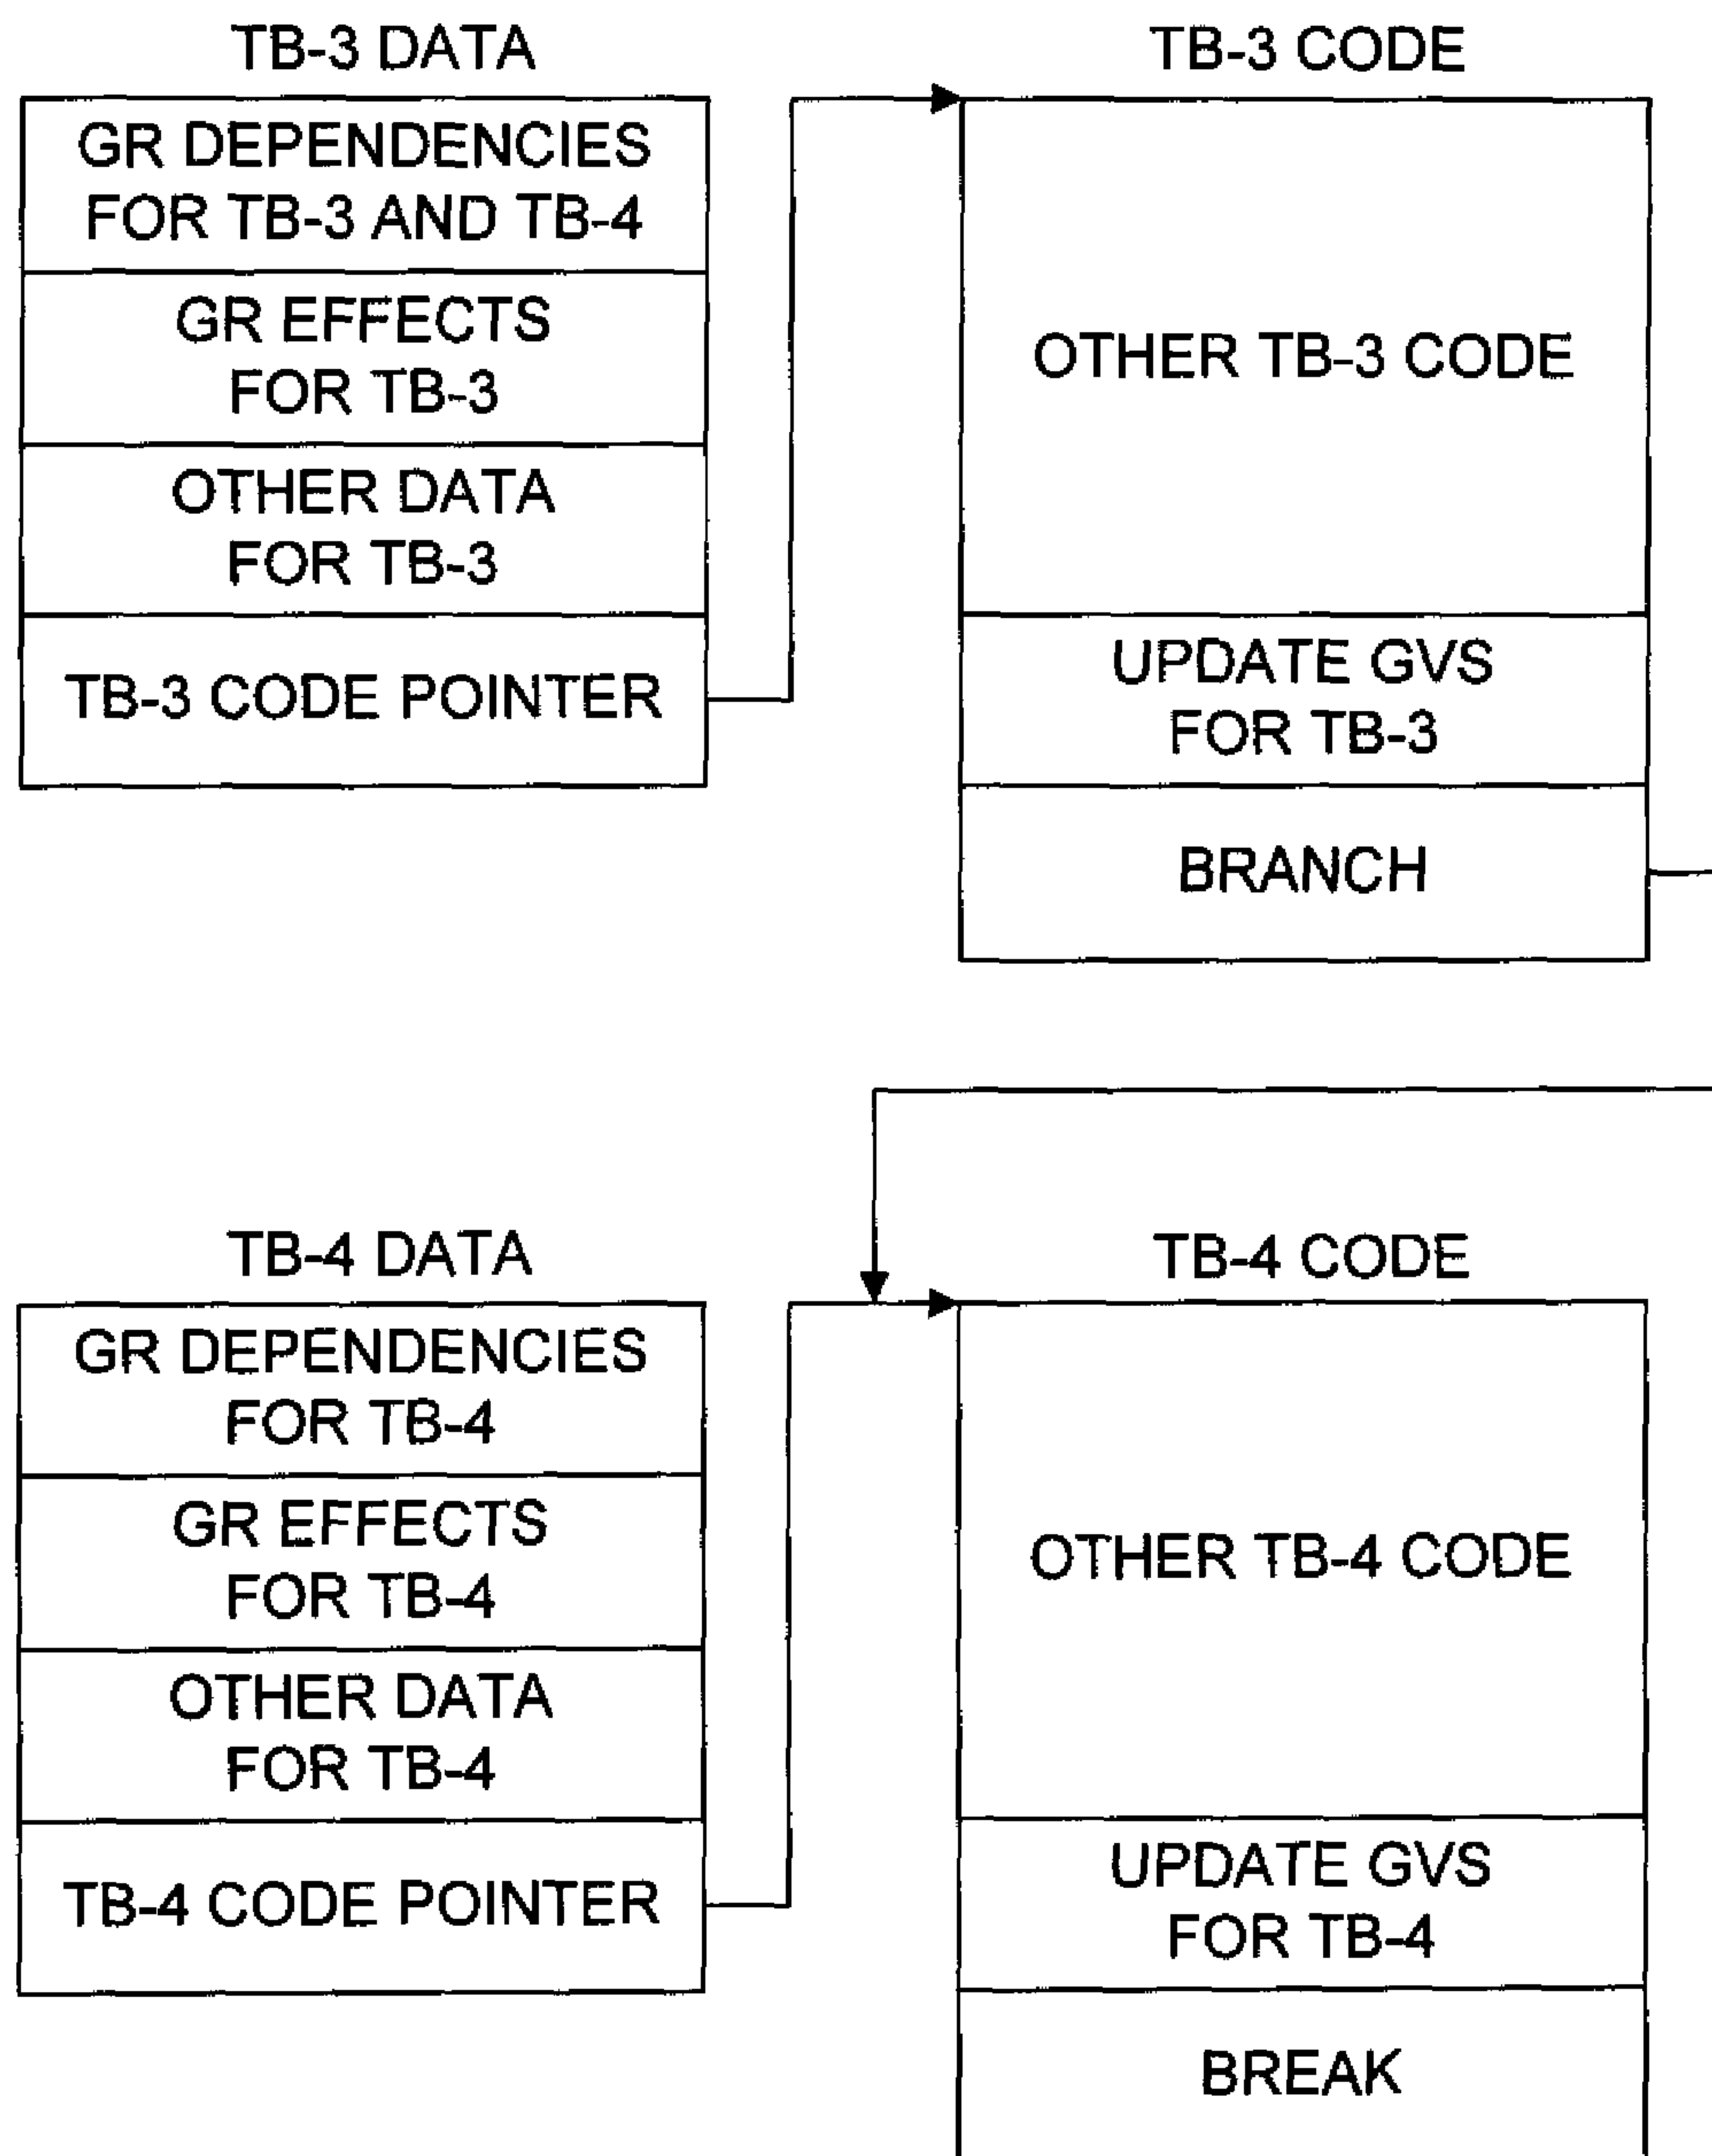 TB-3 DATA
GR DEPENDENCIES
FOR TB-3 AND TB-4
GR EFFECTS
FOR TB-3
OTHER DATA
FOR TB-3
TB-3 CODE POINTER
TB-3 CODE
OTHER TB-3 CODE
UPDATE GVS
FOR TB-3
BRANCH
TB-4 DATA
GR DEPENDENCIES
FOR TB-4
GR EFFECTS
FOR TB-4
OTHER DATA
FOR TB-4
TB-4 CODE POINTER
TB-4 CODE
OTHER TB-4 CODE
UPDATE GVS
FOR TB-4
BREAK